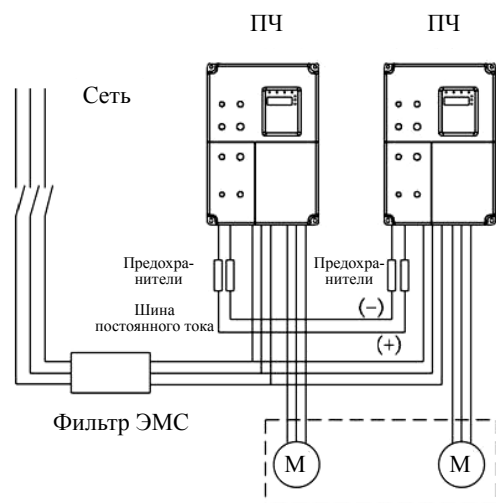 ПЧ
ПЧ
Сеть
Предохра-
нители
Предохра-
нители
Шина
постоянного тока
(−)
(+)
Фильтр ЭМС
М
М